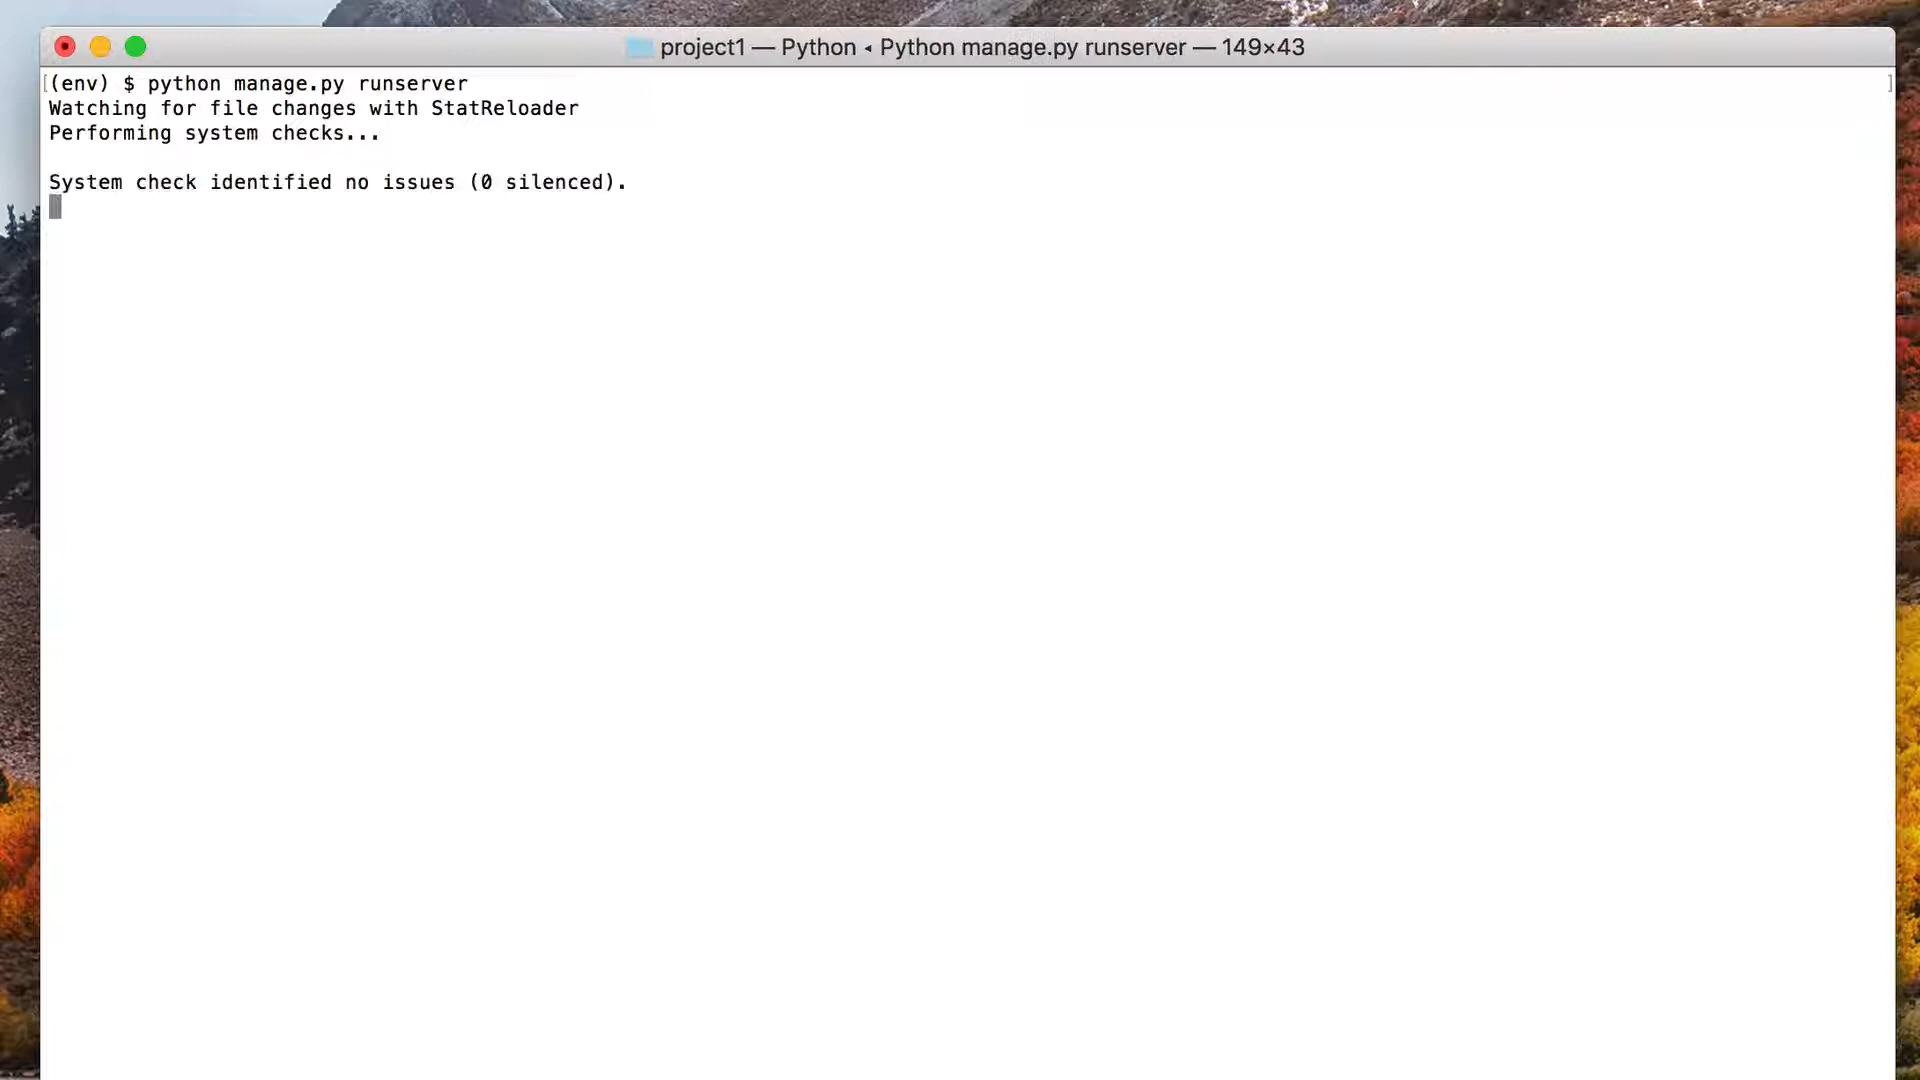 project1 — Python ◂ Python manage.py runserver — 149×43
(env) $ python manage.py runserver
Watching for file changes with StatReloader
Performing system checks...
System check identified no issues (0 silenced).